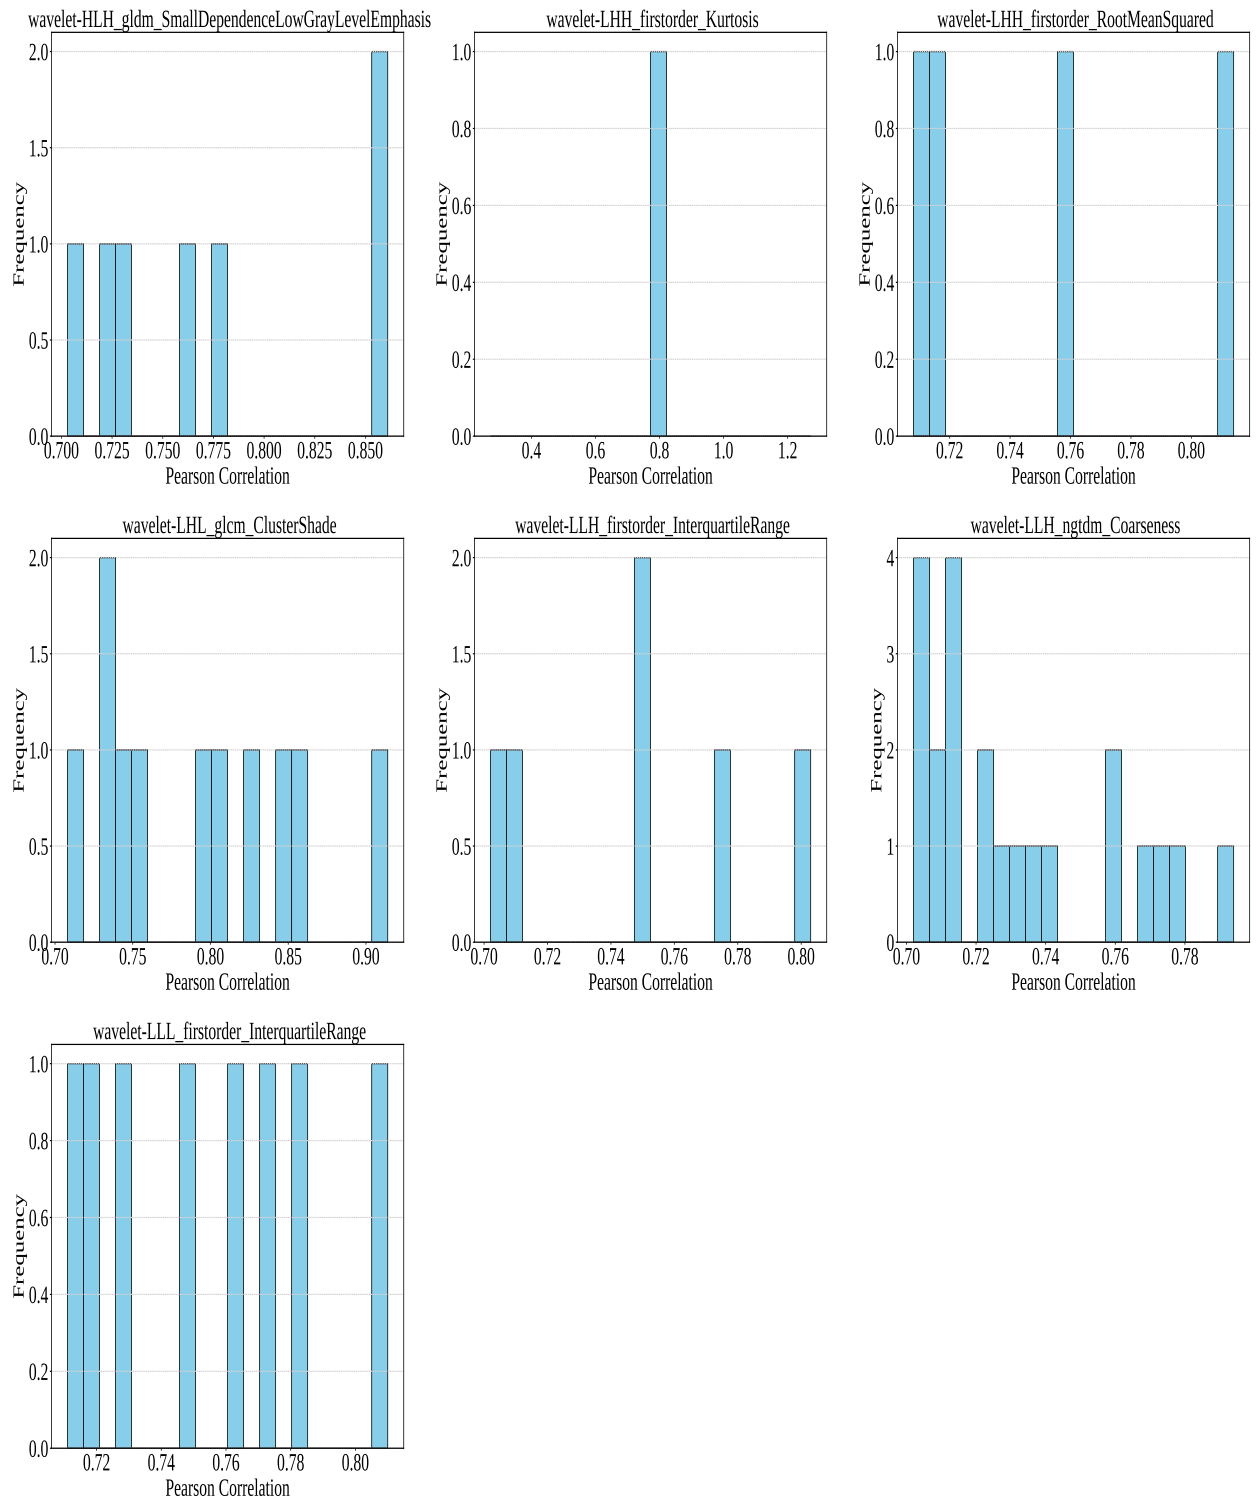 wavelet-HLH_gldm_SmallDependenceLowGrayLevelEmphasis
2.0
1.5
1.0
0.5
0.0
Frequency
0.700 0.725 0.750 0.775 0.800 0.825 0.850
Pearson Correlation
wavelet-LHH_firstorder_Kurtosis
1.0
0.8
0.6
0.4
0.2
0.0
Frequency
0.4 0.6 0.8 1.0 1.2
Pearson Correlation
wavelet-LHH_firstorder_RootMeanSquared
1.0
0.8
0.6
0.4
0.2
0.0
Frequency
0.72 0.74 0.76 0.78 0.80
Pearson Correlation
wavelet-LHL_glcm_ClusterShade
2.0
1.5
1.0
0.5
0.0
Frequency
0.70 0.75 0.80 0.85 0.90
Pearson Correlation
wavelet-LLH_firstorder_InterquartileRange
2.0
1.5
1.0
0.5
0.0
Frequency
0.70 0.72 0.74 0.76 0.78 0.80
Pearson Correlation
wavelet-LLH_ngtdm_Coarseness
4
3
2
1
0
Frequency
0.70 0.72 0.74 0.76 0.78
Pearson Correlation
wavelet-LLL_firstorder_InterquartileRange
1.0
0.8
0.6
0.4
0.2
0.0
Frequency
0.72 0.74 0.76 0.78 0.80
Pearson Correlation